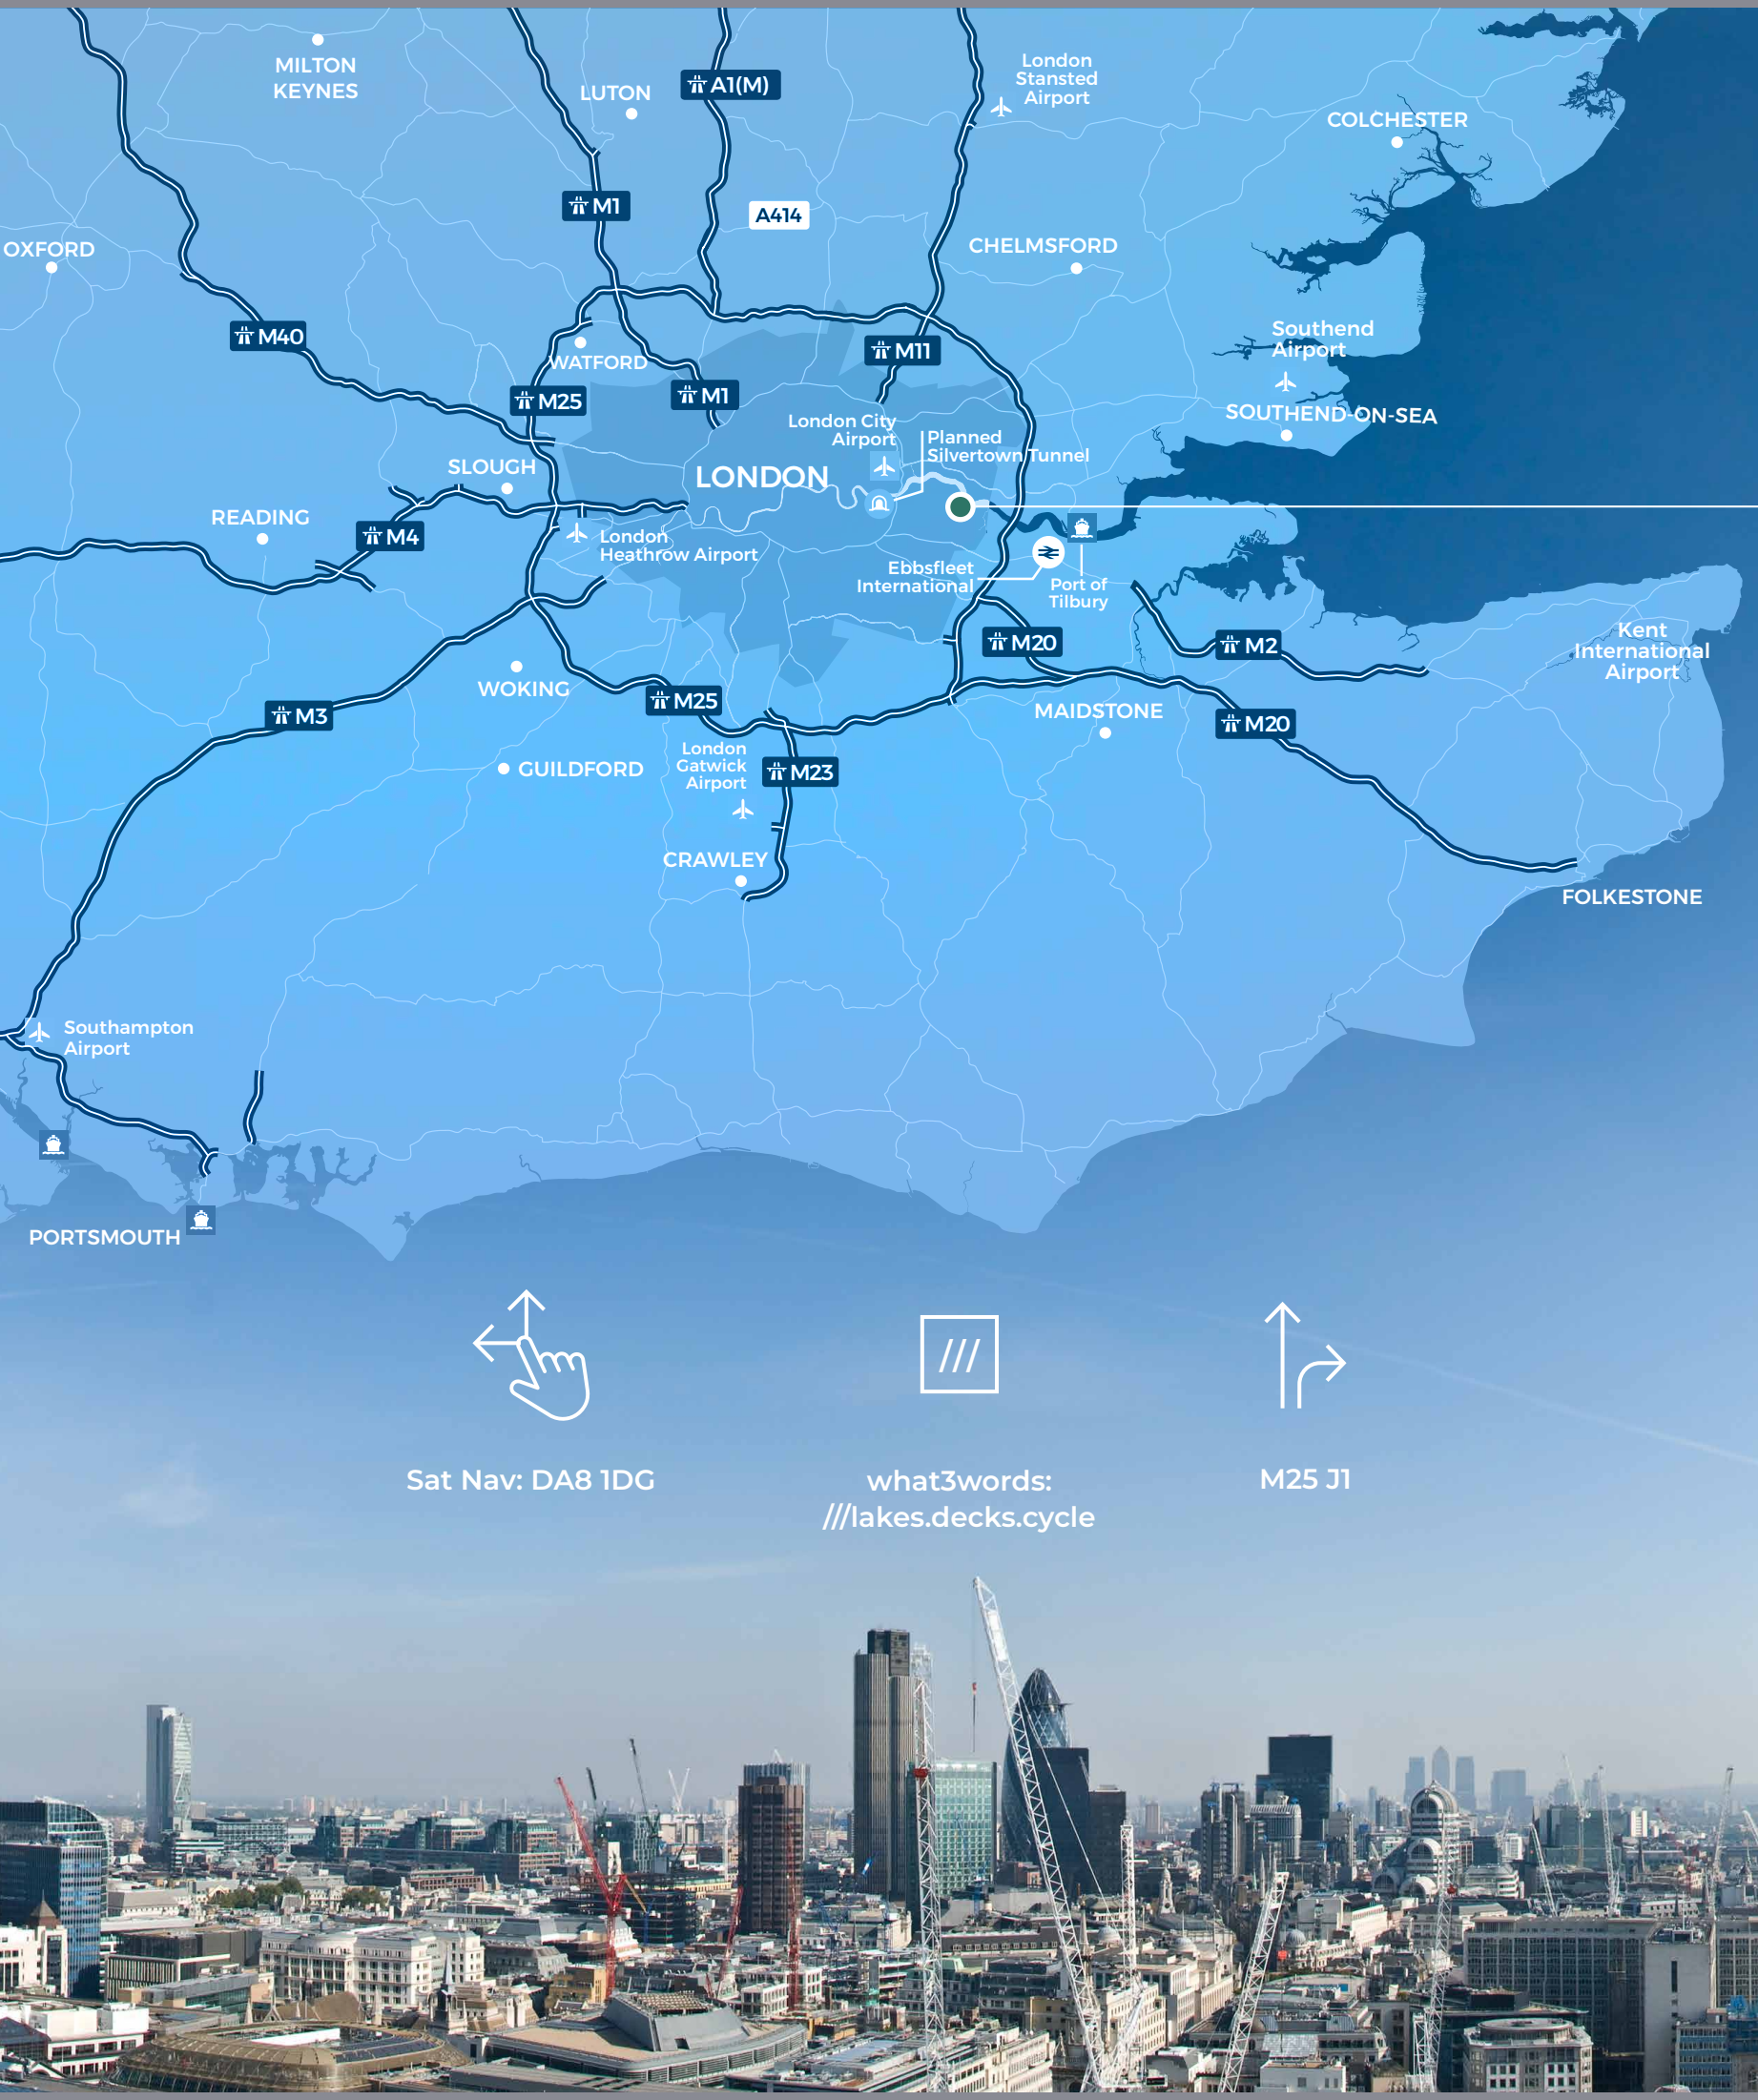 MILTON
KEYNES
LUTON
A1(M)
London
Stansted
Airport
COLCHESTER
M1
A414
OXFORD
CHELMSFORD
M40
WATFORD
M11
Southend
Airport
M25
M1
SOUTHEND-ON-SEA
London City
Airport
Planned
Silvertown Tunnel
SLOUGH
LONDON
READING
M4
London
Heathrow Airport
Ebbsfleet
International
Port of
Tilbury
M20
M2
Kent
International
Airport
WOKING
M25
M3
MAIDSTONE
M20
London
Gatwick
Airport
GUILDFORD
M23
CRAWLEY
FOLKESTONE
Southampton
Airport
PORTSMOUTH
Sat Nav: DA8 1DG
what3words:
///lakes.decks.cycle
M25 J1